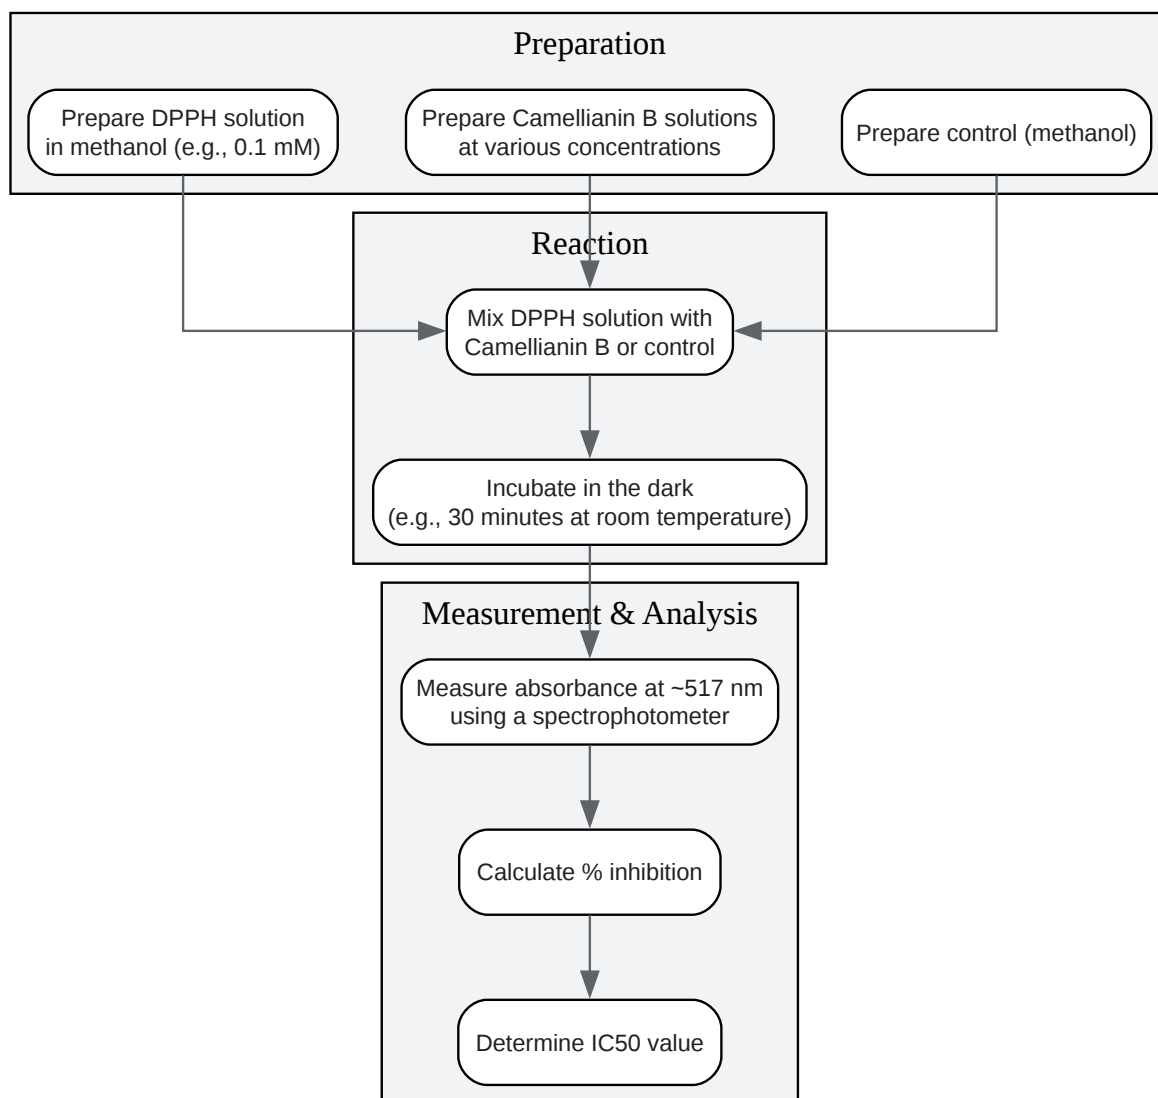 Preparation
Prepare DPPH solution
in methanol (e.g., 0.1 mM)
Prepare Camellianin B solutions
at various concentrations
Prepare control (methanol)
Reaction
Mix DPPH solution with
Camellianin B or control
Incubate in the dark
(e.g., 30 minutes at room temperature)
Measurement & Analysis
Measure absorbance at ~517 nm
using a spectrophotometer
Calculate % inhibition
Determine IC50 value